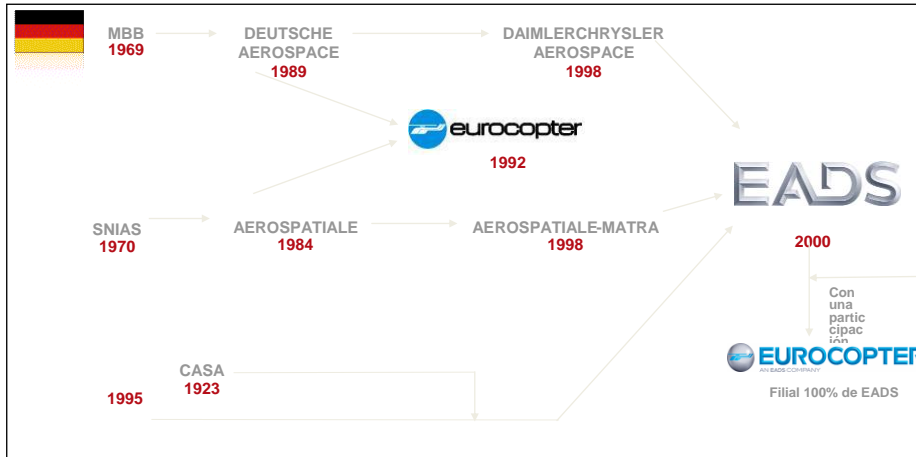 MBB
1969
DEUTSCHE
AEROSPACE
1989
DAIMLERCHRYSLER
AEROSPACE
1998
eurocopter
1992
EADS
2000
SNIAS
1970
AEROSPATIALE
1984
AEROSPATIALE-MATRA
1998
Con
una
partic
cipac
ión
EUROCOPTER
AN EADS COMPANY
Filial 100% de EADS
CASA
1923
1995